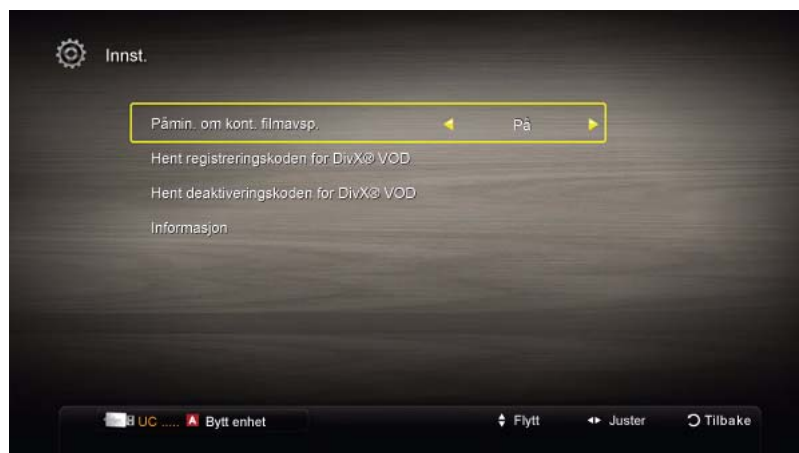 Innst.
Påmin. om kont. filmavsp. På
Hent registreringskoden for DivX® VOD
Hent deaktiveringskoden for DivX® VOD
Informasjon
UC ..... A Bytt enhet Flytt Juster Tilbake